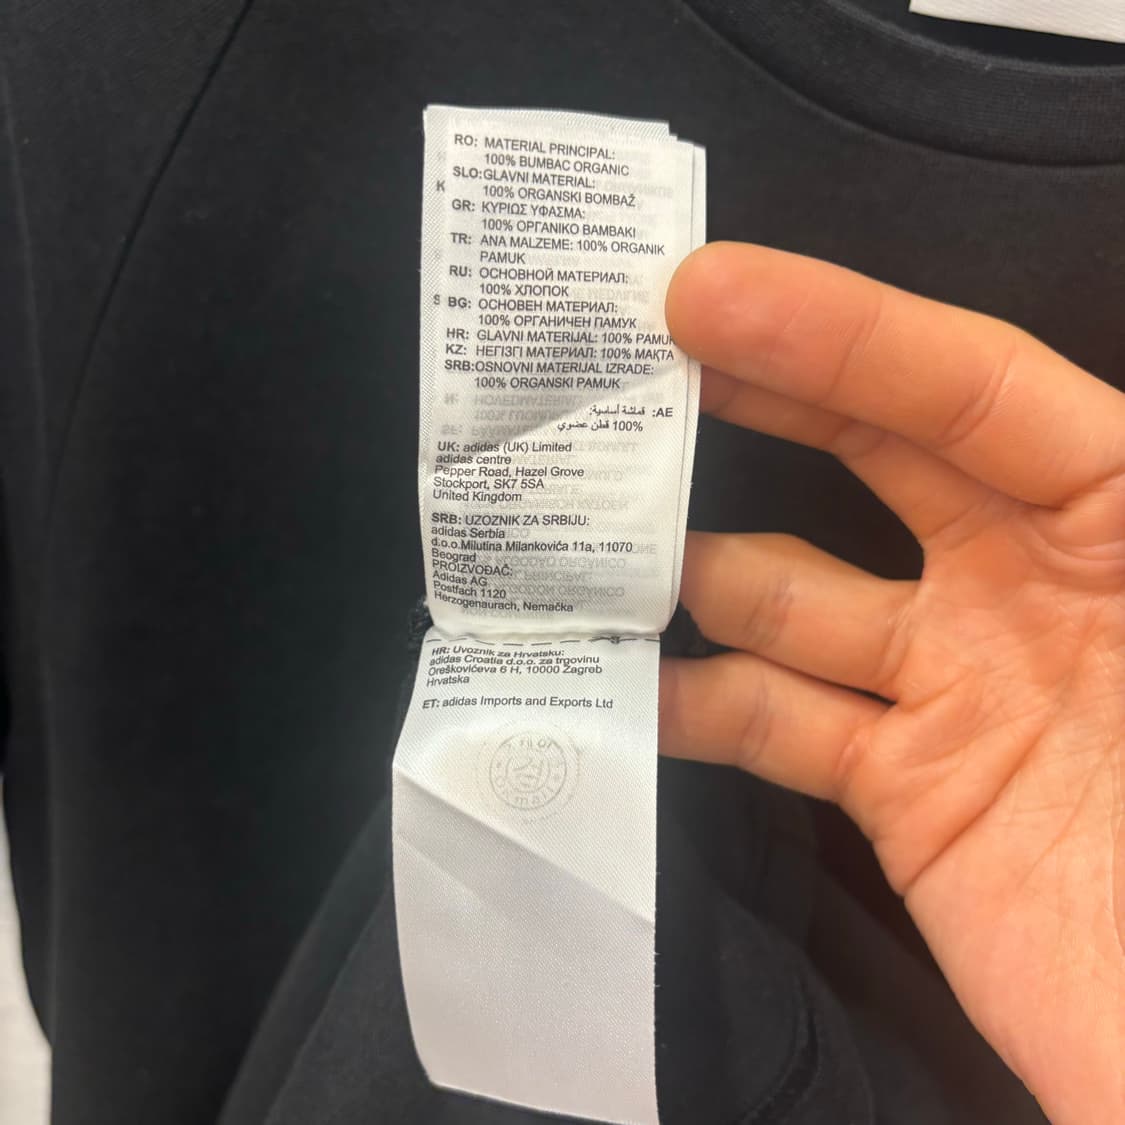 RO: MATERIAL PRINCIPAL:
100% BUMBAC ORGANIC
SLO:GLAVNI MATERIAL:
100% ORGANSKI BOMBAŽ
GR: ΚΥΡΙΩΣ ΥΦΑΣΜΑ:
100% ΟΡΓΑΝΙΚΟ ΒΑΜΒΑΚΙ
TR: ANA MALZEME: 100% ORGANIK
PAMUK
RU: ОСНОВНОЙ МАТЕРИАЛ:
100% ХЛОПОК
BG: ОСНОВЕН МАТЕРИАЛ:
100% ОРГАНИЧЕН ПАМУК
HR: GLAVNI MATERIJAL: 100% PAMUK
KZ: НЕГІЗГІ МАТЕРИАЛ: 100% МАҚТА
SRB:OSNOVNI MATERIJAL IZRADE:
100% ORGANSKI PAMUK
AE: قماشة أساسية:
100% قطن عضوي
UK: adidas (UK) Limited
adidas centre
Pepper Road, Hazel Grove
Stockport, SK7 5SA
United Kingdom
SRB: UZOZNIK ZA SRBIJU:
adidas Serbia
d.o.o.Milutina Milankovića 11a, 11070
Beograd
PROIZVOĐAČ:
Adidas AG
Postfach 1120
Herzogenaurach, Nemačka
HR: Uvoznik za Hrvatsku:
adidas Croatia d.o.o. za trgovinu
Oreškovićeva 6 H, 10000 Zagreb
Hrvatska
ET: adidas Imports and Exports Ltd